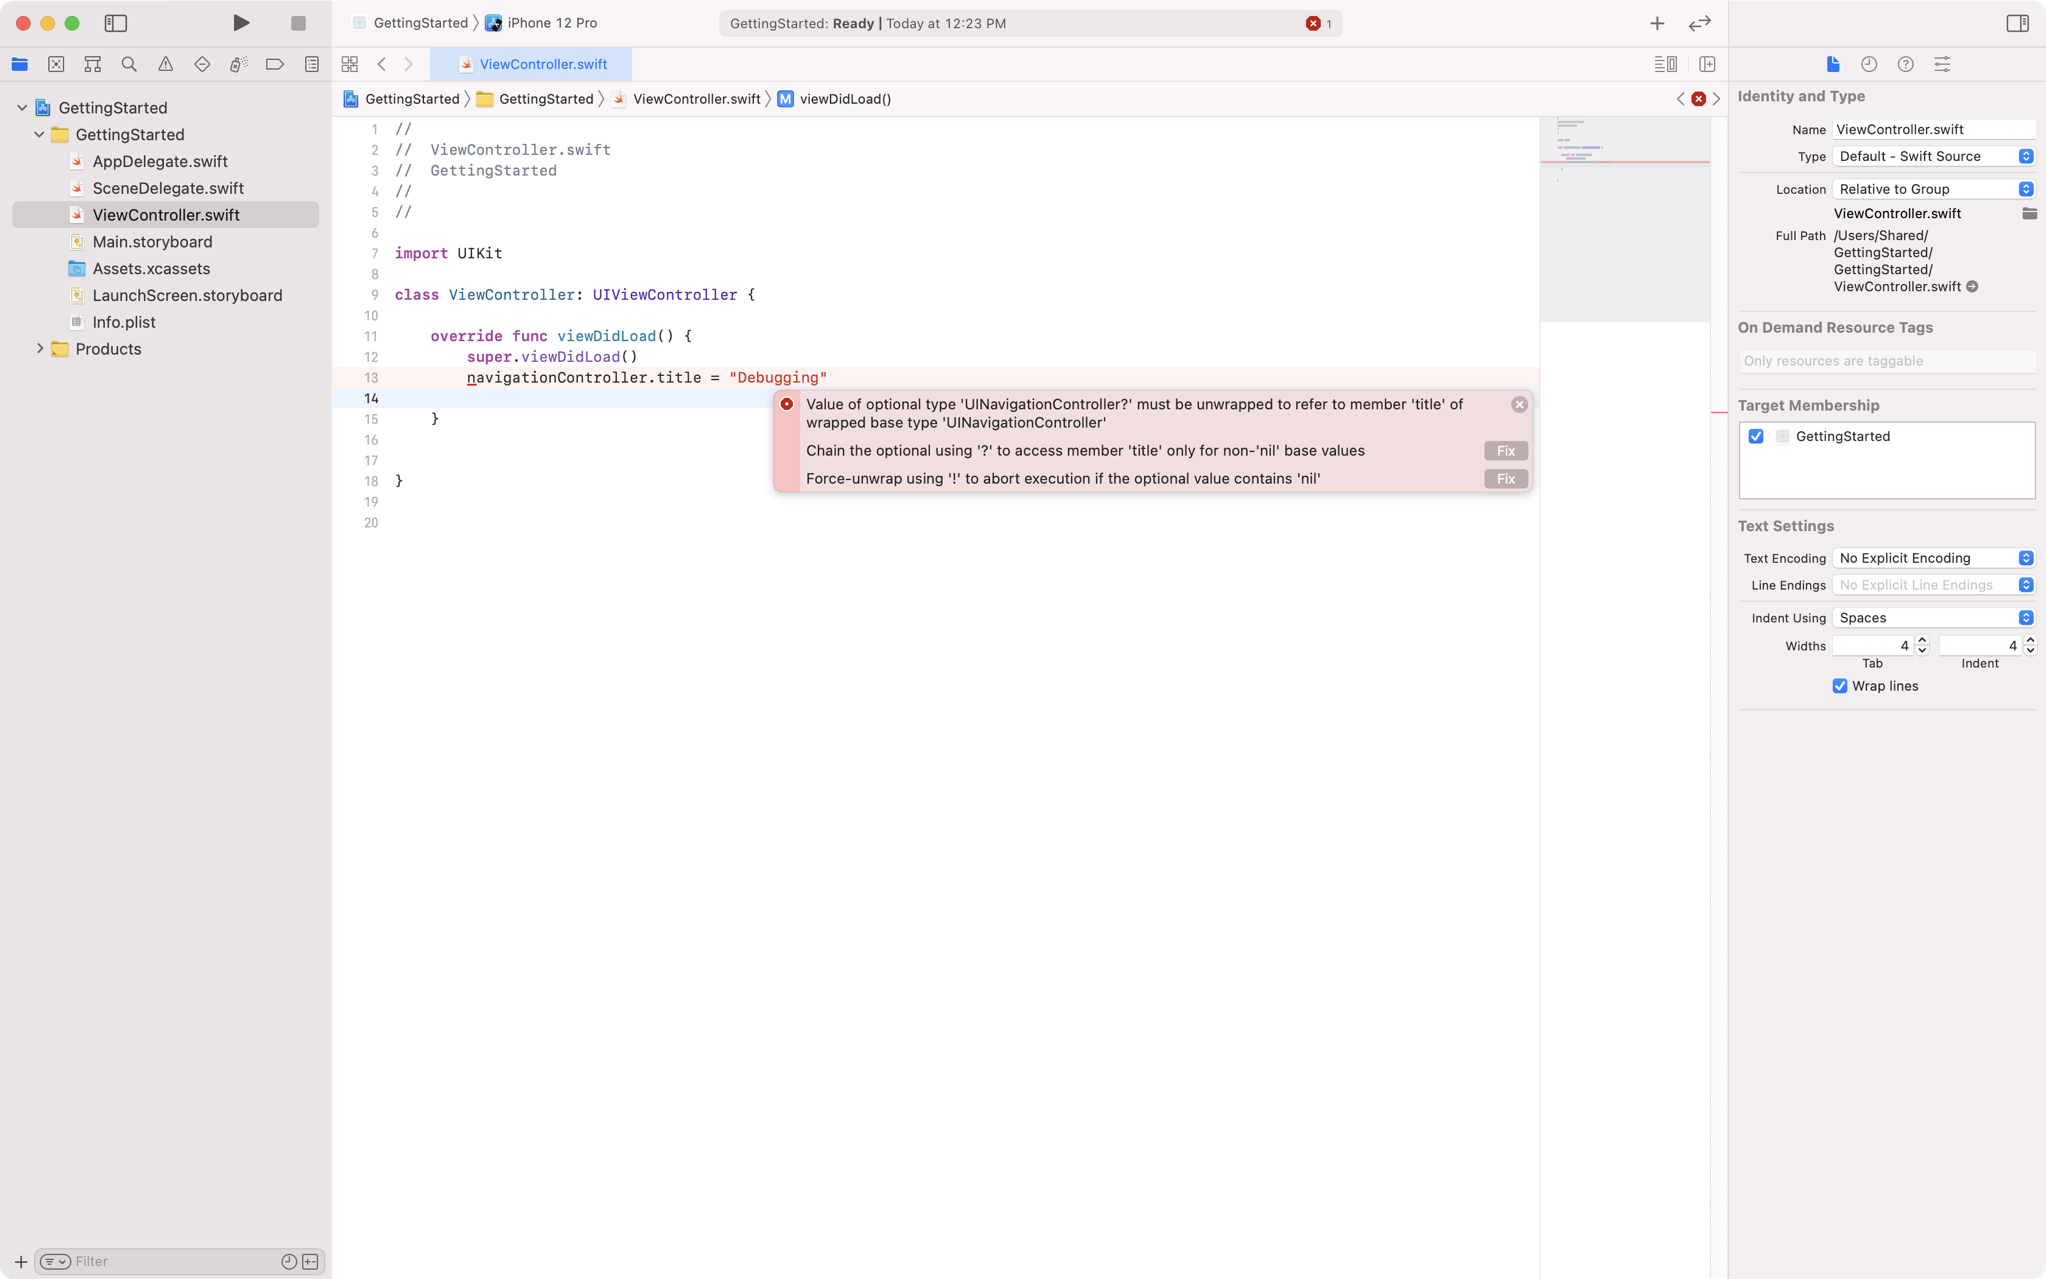 GettingStarted
iPhone 12 Pro
GettingStarted: Ready | Today at 12:23 PM
1
ViewController.swift
GettingStarted
GettingStarted
AppDelegate.swift
SceneDelegate.swift
ViewController.swift
Main.storyboard
Assets.xcassets
LaunchScreen.storyboard
Info.plist
Products
Filter
GettingStarted
GettingStarted
ViewController.swift
M viewDidLoad()
1 //
2 //  ViewController.swift
3 //  GettingStarted
4 //
5 //
6
7 import UIKit
8
9 class ViewController: UIViewController {
10
11     override func viewDidLoad() {
12         super.viewDidLoad()
13         navigationController.title = "Debugging"
14
15     }
16
17
18 }
19
20
Value of optional type 'UINavigationController?' must be unwrapped to refer to member 'title' of
wrapped base type 'UINavigationController'
Chain the optional using '?' to access member 'title' only for non-'nil' base values
Fix
Force-unwrap using '!' to abort execution if the optional value contains 'nil'
Fix
Identity and Type
Name ViewController.swift
Type Default - Swift Source
Location Relative to Group
ViewController.swift
Full Path /Users/Shared/
GettingStarted/
GettingStarted/
ViewController.swift
On Demand Resource Tags
Only resources are taggable
Target Membership
GettingStarted
Text Settings
Text Encoding No Explicit Encoding
Line Endings No Explicit Line Endings
Indent Using Spaces
Widths 4 4
Tab Indent
Wrap lines